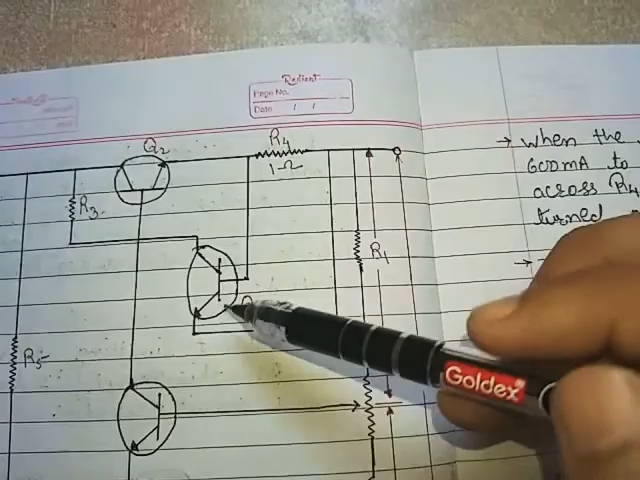 Radiant
Page No.
Date / /
Q2
R4
1-Ω
R3
R1
R5
→ when the
600mA to
across R4
turned
Goldex